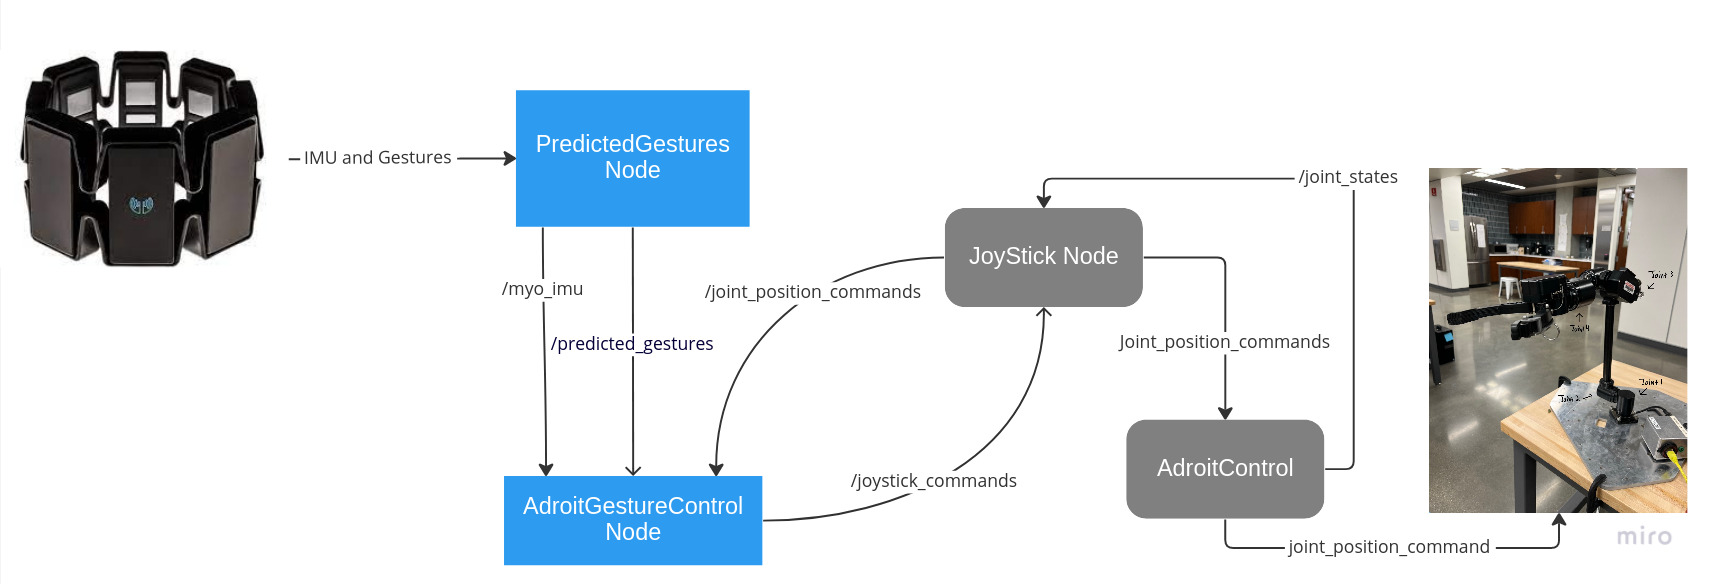 IMU and Gestures
PredictedGestures
Node
/myo_imu
/predicted_gestures
AdroitGestureControl
Node
/joint_position_commands
/joystick_commands
JoyStick Node
/joint_states
Joint_position_commands
AdroitControl
joint_position_command
Joint 3
Joint 4
Joint 1
Joint 2
miro